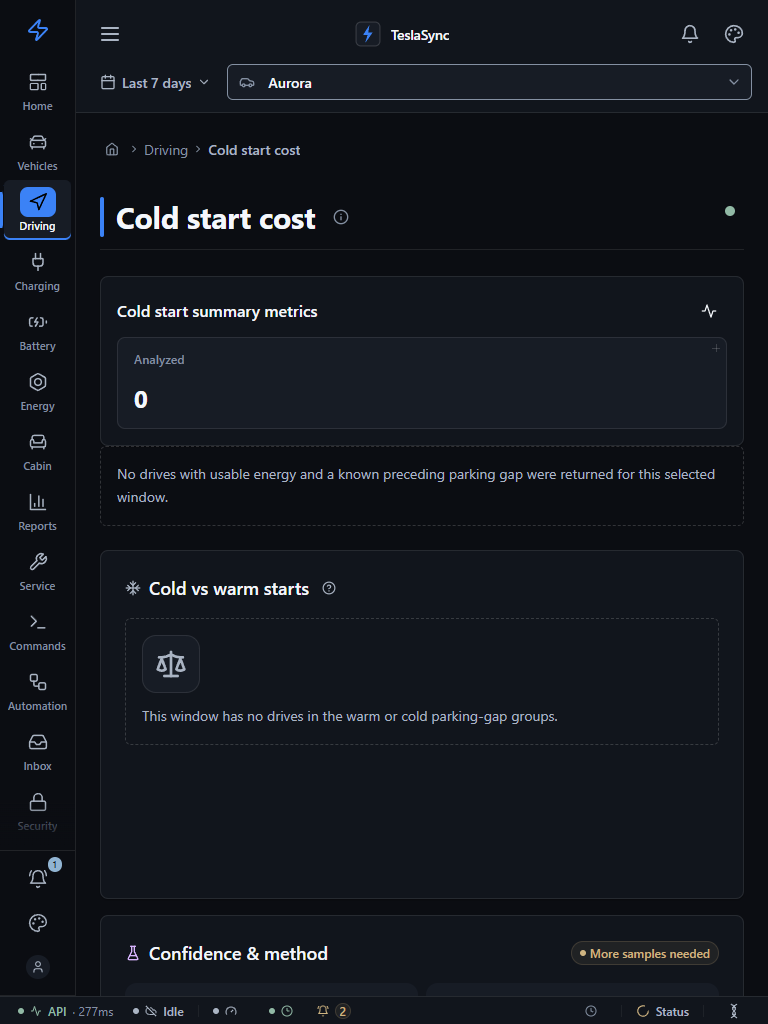 TeslaSync
Last 7 days
Aurora
Home
Vehicles
Driving
Charging
Battery
Energy
Cabin
Reports
Service
Commands
Automation
Inbox
Security
1
Driving
Cold start cost
Cold start cost
Cold start summary metrics
Analyzed
0
No drives with usable energy and a known preceding parking gap were returned for this selected
window.
Cold vs warm starts
This window has no drives in the warm or cold parking-gap groups.
Confidence & method
More samples needed
API · 277ms
Idle
2
Status